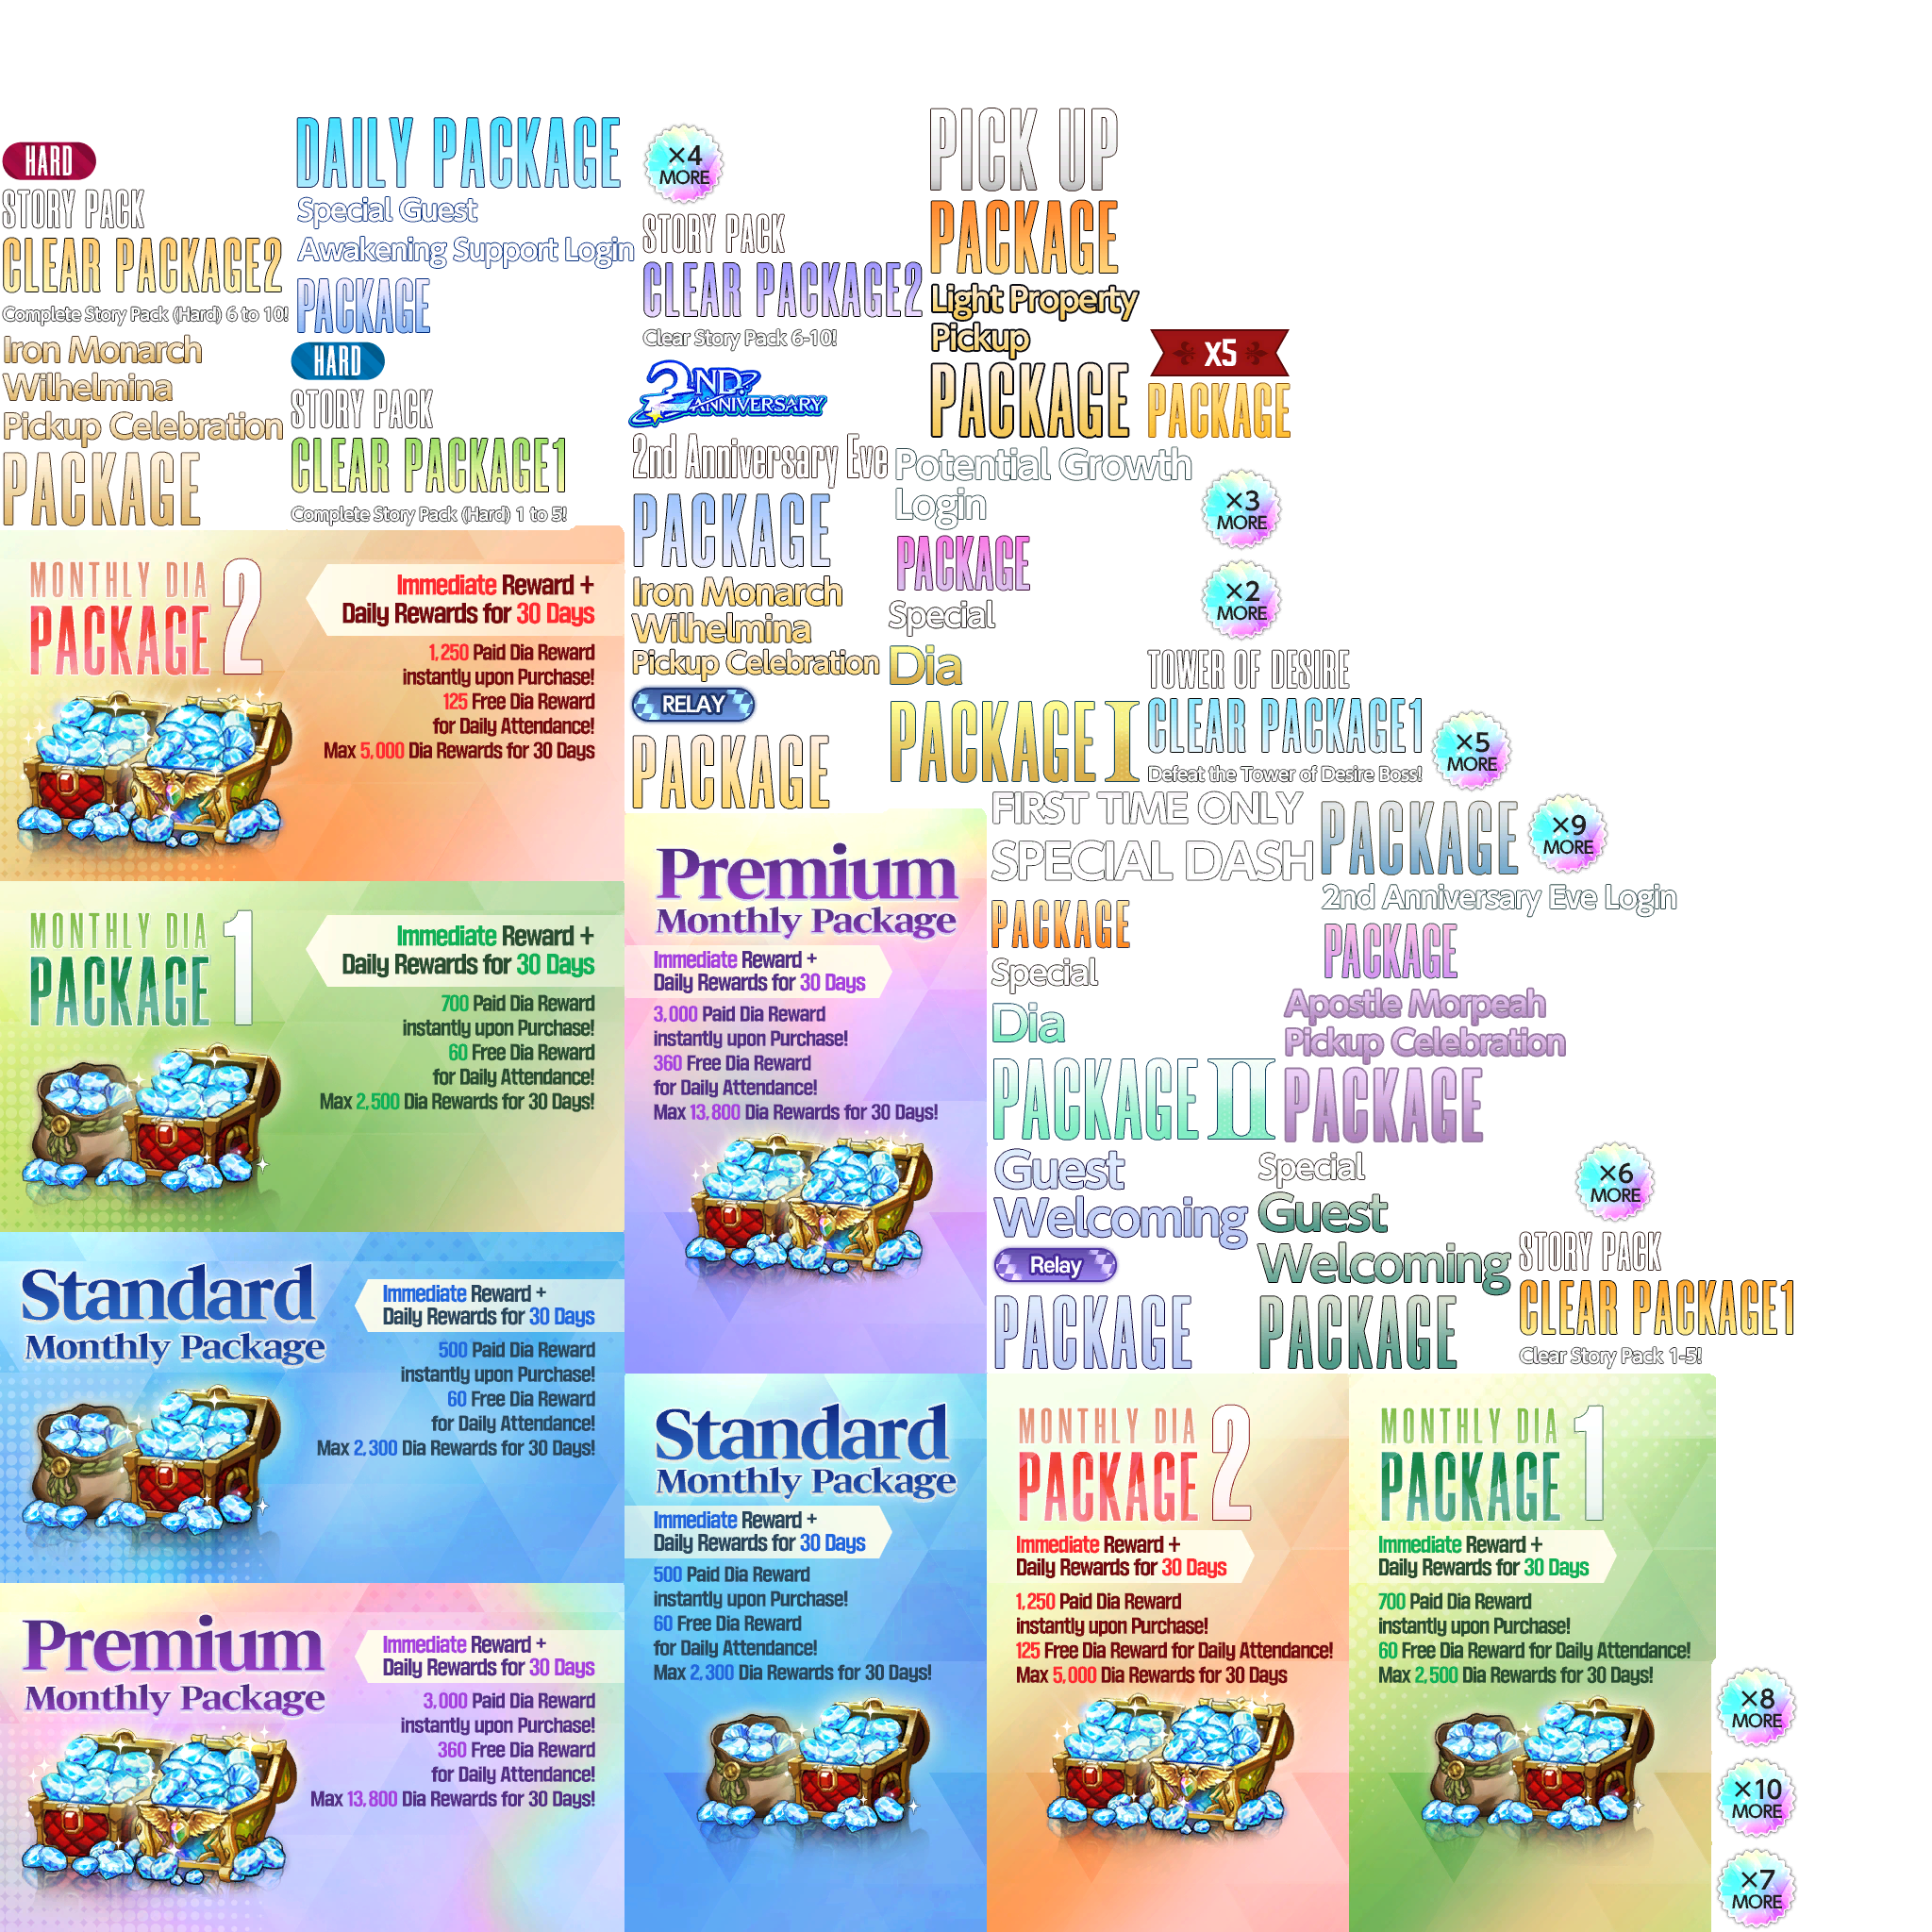 HARD
STORY PACK
CLEAR PACKAGE2
Complete Story Pack (Hard) 6 to 10!
Iron Monarch
Wilhelmina
Pickup Celebration
PACKAGE
DAILY PACKAGE
Special Guest
Awakening Support Login
PACKAGE
HARD
STORY PACK
CLEAR PACKAGE1
Complete Story Pack (Hard) 1 to 5!
×4
MORE
STORY PACK
CLEAR PACKAGE2
Clear Story Pack 6-10!
2ND
ANNIVERSARY
2nd Anniversary Eve
PACKAGE
Iron Monarch
Wilhelmina
Pickup Celebration
RELAY
PACKAGE
PICK UP
PACKAGE
Light Property
Pickup
PACKAGE
X5
PACKAGE
Potential Growth
Login
PACKAGE
×3
MORE
×2
MORE
Special
Dia
PACKAGE I
TOWER OF DESIRE
CLEAR PACKAGE1
Defeat the Tower of Desire Boss!
×5
MORE
FIRST TIME ONLY
SPECIAL DASH
PACKAGE
PACKAGE
×9
MORE
2nd Anniversary Eve Login
PACKAGE
Special
Dia
PACKAGE II
Apostle Morpeah
Pickup Celebration
PACKAGE
Guest
Welcoming
Relay
PACKAGE
Special
Guest
Welcoming
PACKAGE
×6
MORE
STORY PACK
CLEAR PACKAGE1
Clear Story Pack 1-5!
MONTHLY DIA
PACKAGE 2
Immediate Reward +
Daily Rewards for 30 Days
1,250 Paid Dia Reward
instantly upon Purchase!
125 Free Dia Reward
for Daily Attendance!
Max 5,000 Dia Rewards for 30 Days
MONTHLY DIA
PACKAGE 1
Immediate Reward +
Daily Rewards for 30 Days
700 Paid Dia Reward
instantly upon Purchase!
60 Free Dia Reward
for Daily Attendance!
Max 2,500 Dia Rewards for 30 Days!
Standard
Monthly Package
Immediate Reward +
Daily Rewards for 30 Days
500 Paid Dia Reward
instantly upon Purchase!
60 Free Dia Reward
for Daily Attendance!
Max 2,300 Dia Rewards for 30 Days!
Premium
Monthly Package
Immediate Reward +
Daily Rewards for 30 Days
3,000 Paid Dia Reward
instantly upon Purchase!
360 Free Dia Reward
for Daily Attendance!
Max 13,800 Dia Rewards for 30 Days!
Premium
Monthly Package
Immediate Reward +
Daily Rewards for 30 Days
3,000 Paid Dia Reward
instantly upon Purchase!
360 Free Dia Reward
for Daily Attendance!
Max 13,800 Dia Rewards for 30 Days!
Standard
Monthly Package
Immediate Reward +
Daily Rewards for 30 Days
500 Paid Dia Reward
instantly upon Purchase!
60 Free Dia Reward
for Daily Attendance!
Max 2,300 Dia Rewards for 30 Days!
MONTHLY DIA
PACKAGE 2
Immediate Reward +
Daily Rewards for 30 Days
1,250 Paid Dia Reward
instantly upon Purchase!
125 Free Dia Reward for Daily Attendance!
Max 5,000 Dia Rewards for 30 Days
MONTHLY DIA
PACKAGE 1
Immediate Reward +
Daily Rewards for 30 Days
700 Paid Dia Reward
instantly upon Purchase!
60 Free Dia Reward for Daily Attendance!
Max 2,500 Dia Rewards for 30 Days!
×8
MORE
×10
MORE
×7
MORE